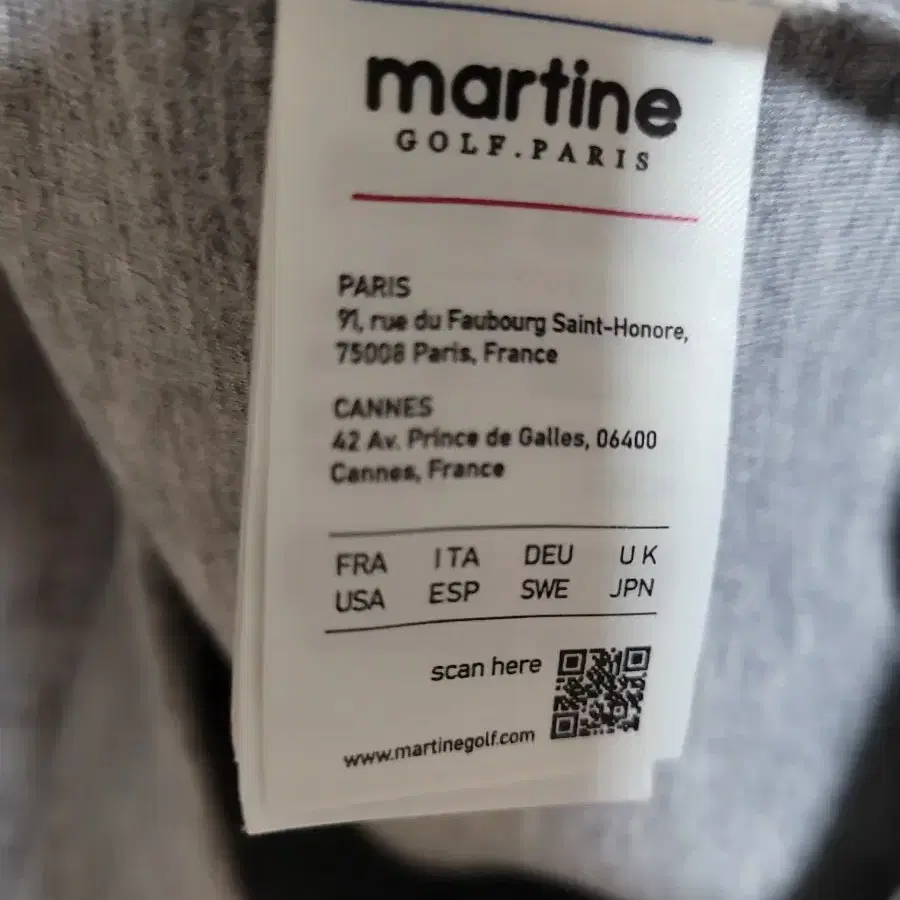 martine
GOLF.PARIS
PARIS
91, rue du Faubourg Saint-Honore,
75008 Paris, France
CANNES
42 Av. Prince de Galles, 06400
Cannes, France
FRA ITA DEU UK
USA ESP SWE JPN
scan here
www.martinegolf.com